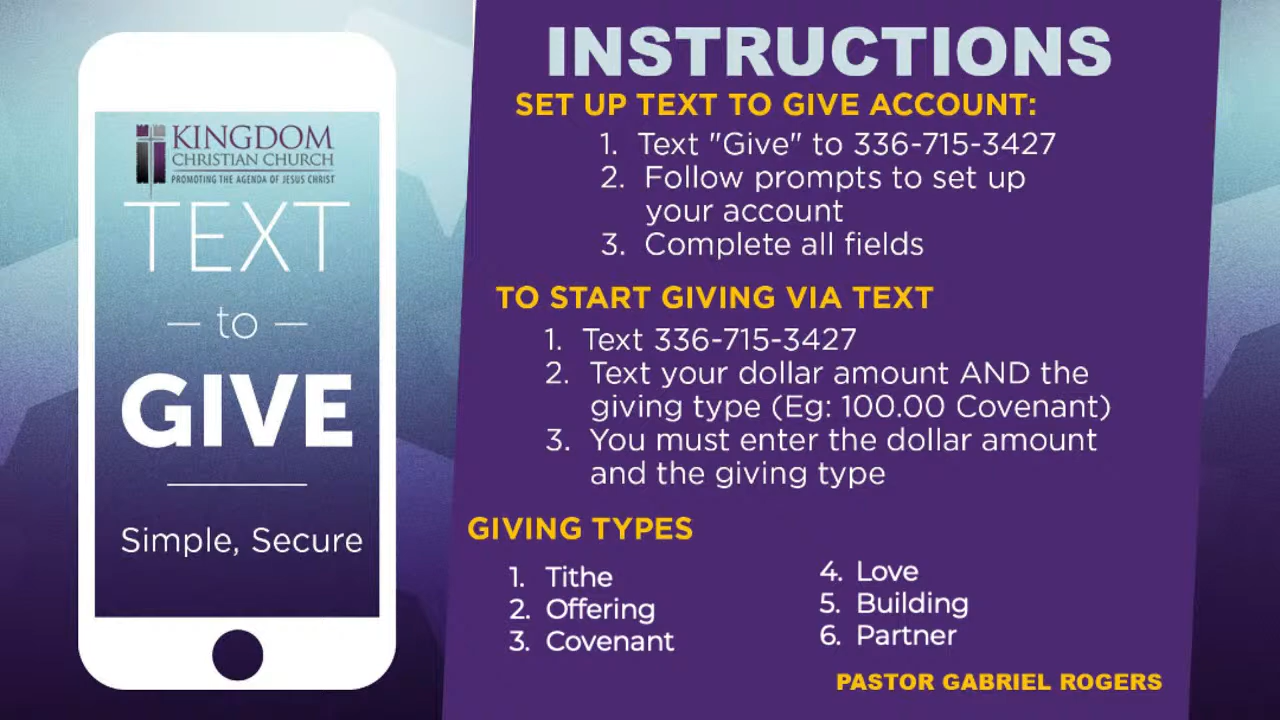 KINGDOM
CHRISTIAN CHURCH
PROMOTING THE AGENDA OF JESUS CHRIST
TEXT
— to —
GIVE
Simple, Secure
INSTRUCTIONS
SET UP TEXT TO GIVE ACCOUNT:
1. Text "Give" to 336-715-3427
2. Follow prompts to set up
your account
3. Complete all fields
TO START GIVING VIA TEXT
1. Text 336-715-3427
2. Text your dollar amount AND the
giving type (Eg: 100.00 Covenant)
3. You must enter the dollar amount
and the giving type
GIVING TYPES
1. Tithe
2. Offering
3. Covenant
4. Love
5. Building
6. Partner
PASTOR GABRIEL ROGERS